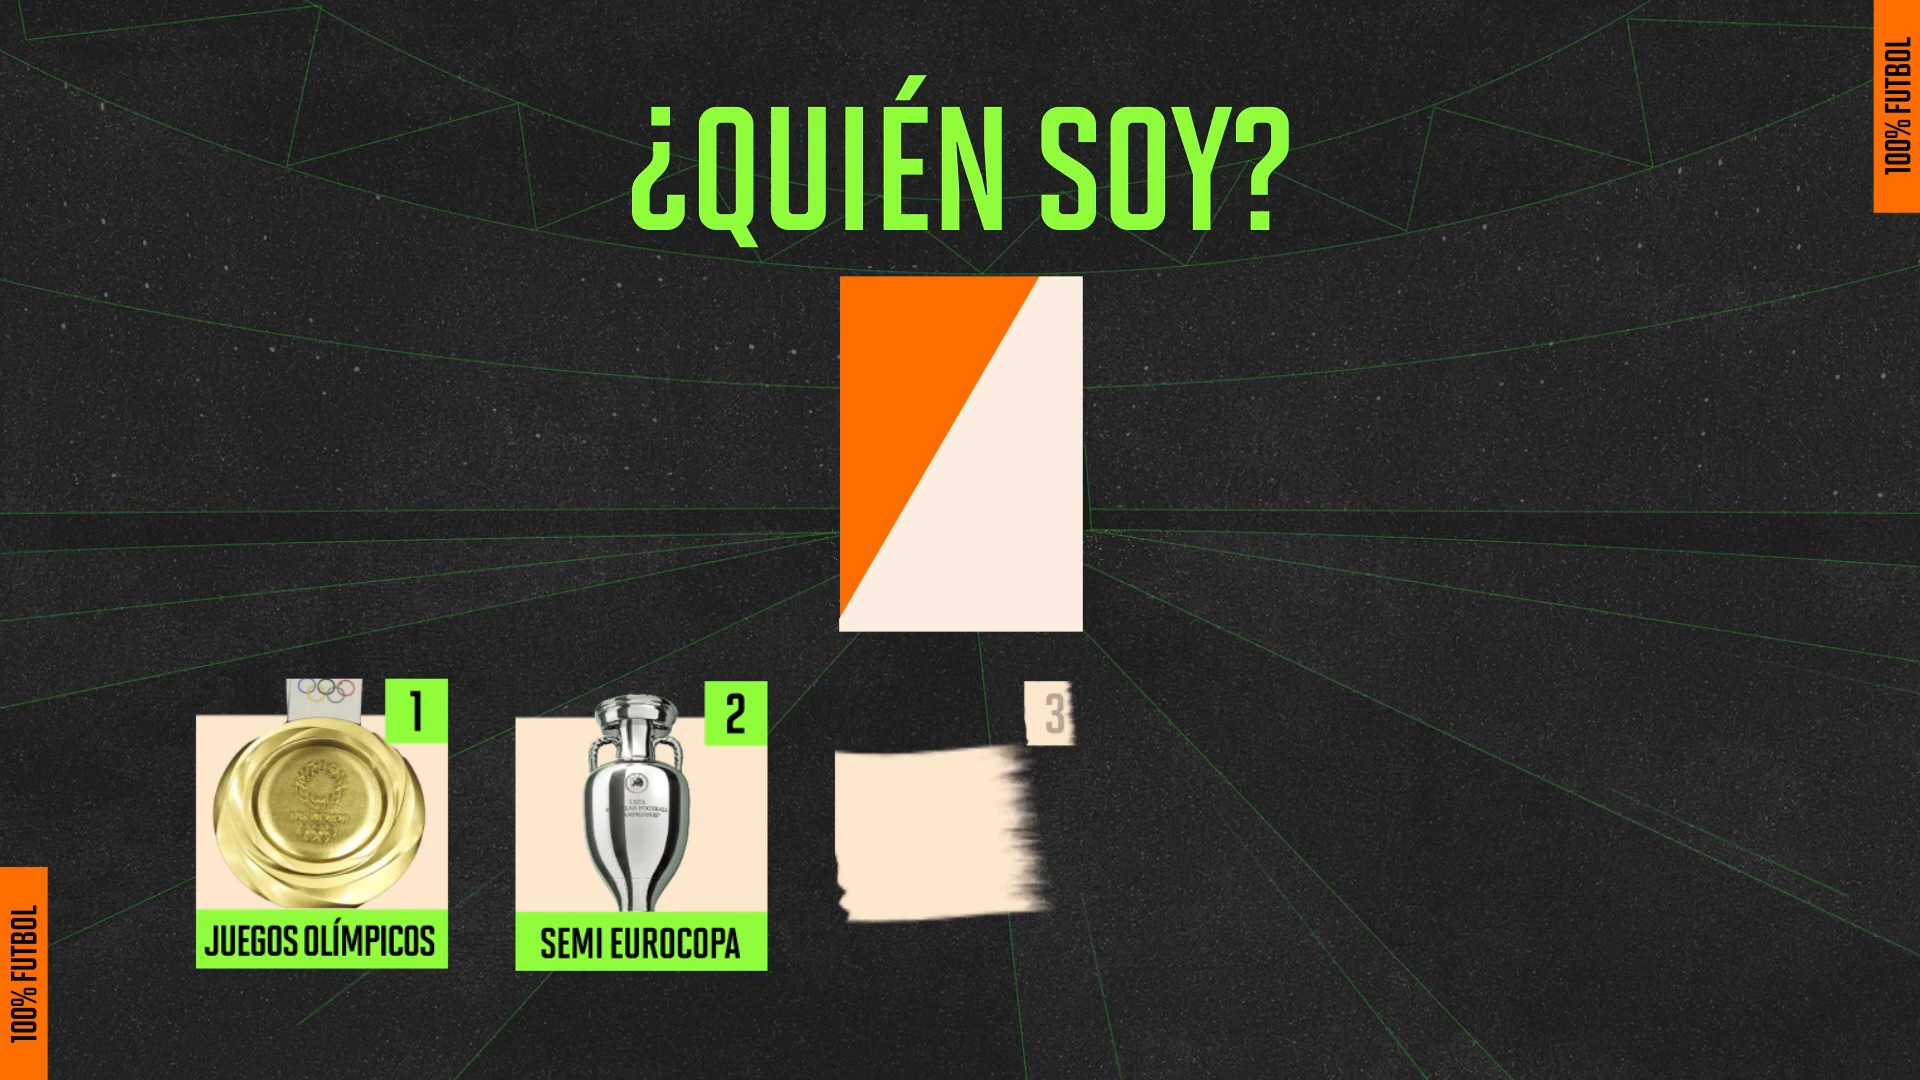 100% FUTBOL
¿QUIÉN SOY?
1
2
3
JUEGOS OLÍMPICOS
SEMI EUROCOPA
100% FUTBOL